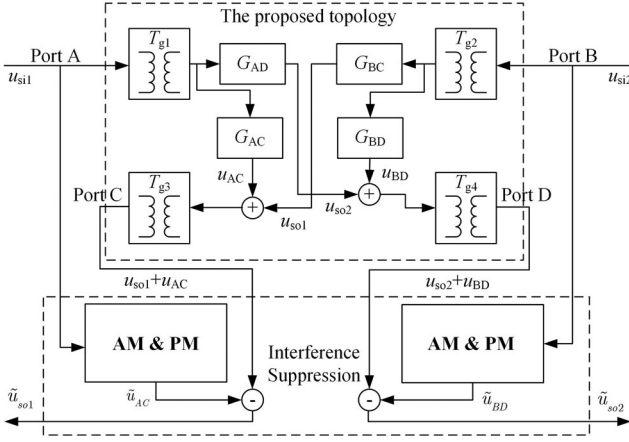 The proposed topology
Port A
u_si1
T_g1
G_AD
G_BC
T_g2
Port B
u_si2
G_AC
G_BD
u_AC
u_BD
Port C
T_g3
+
u_so1
u_so2
+
T_g4
Port D
u_so1+u_AC
u_so2+u_BD
AM & PM
Interference
Suppression
AM & PM
ũ_so1
ũ_AC
-
-
ũ_BD
ũ_so2